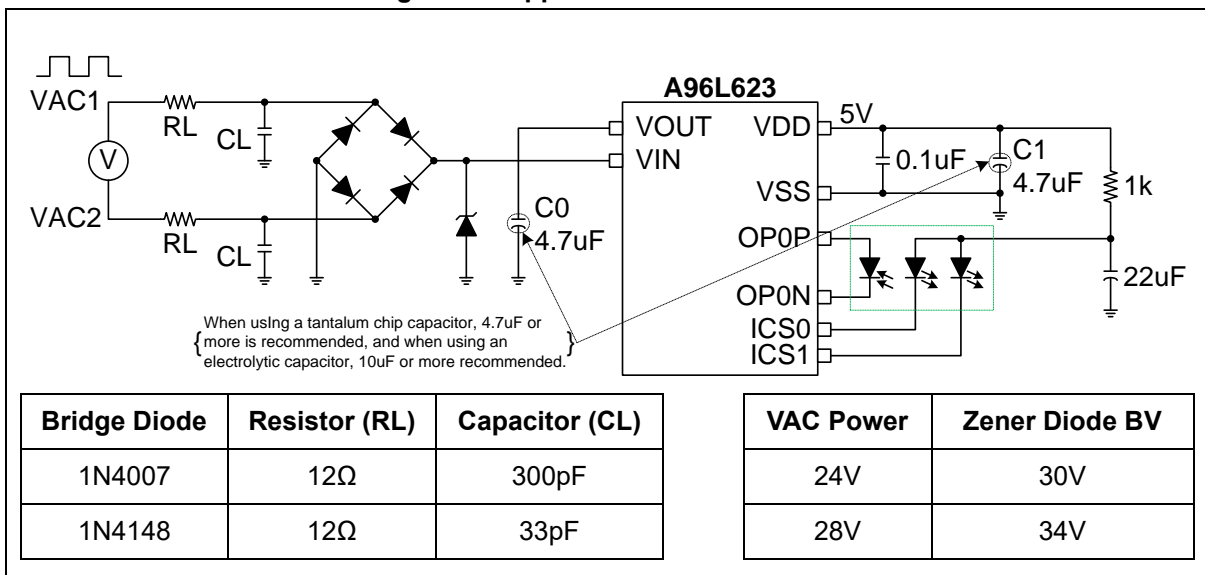 A96L623
VAC1
RL
CL
V
VAC2
RL
CL
VOUT
VIN
C0
4.7uF
VDD
5V
VSS
OP0P
OP0N
ICS0
ICS1
0.1uF
C1
4.7uF
1k
22uF
When using a tantalum chip capacitor, 4.7uF or
more is recommended, and when using an
electrolytic capacitor, 10uF or more recommended.
Bridge Diode Resistor (RL) Capacitor (CL)
1N4007 12Ω 300pF
1N4148 12Ω 33pF
VAC Power Zener Diode BV
24V 30V
28V 34V